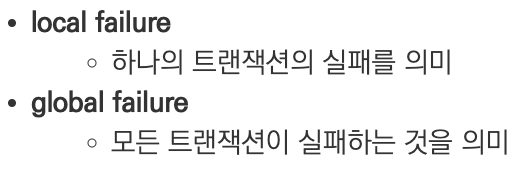 • local failure
◦ 하나의 트랜잭션의 실패를 의미
• global failure
◦ 모든 트랜잭션이 실패하는 것을 의미